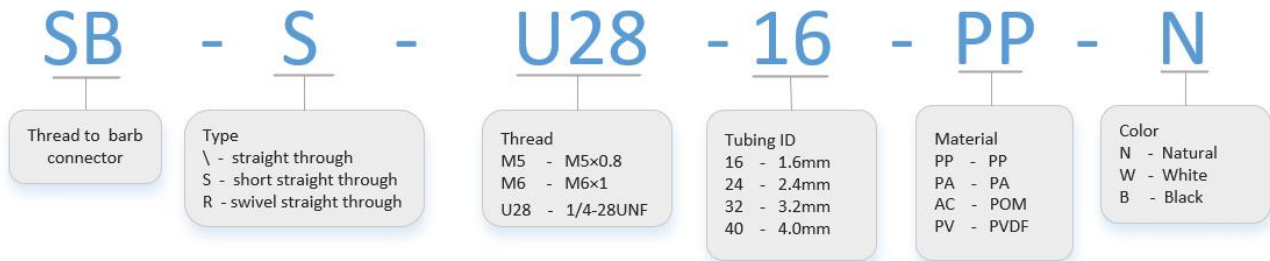 SB - S - U28 - 16 - PP - N
Thread to barb
connector
Type
\ - straight through
S - short straight through
R - swivel straight through
Thread
M5 - M5×0.8
M6 - M6×1
U28 - 1/4-28UNF
Tubing ID
16 - 1.6mm
24 - 2.4mm
32 - 3.2mm
40 - 4.0mm
Material
PP - PP
PA - PA
AC - POM
PV - PVDF
Color
N - Natural
W - White
B - Black